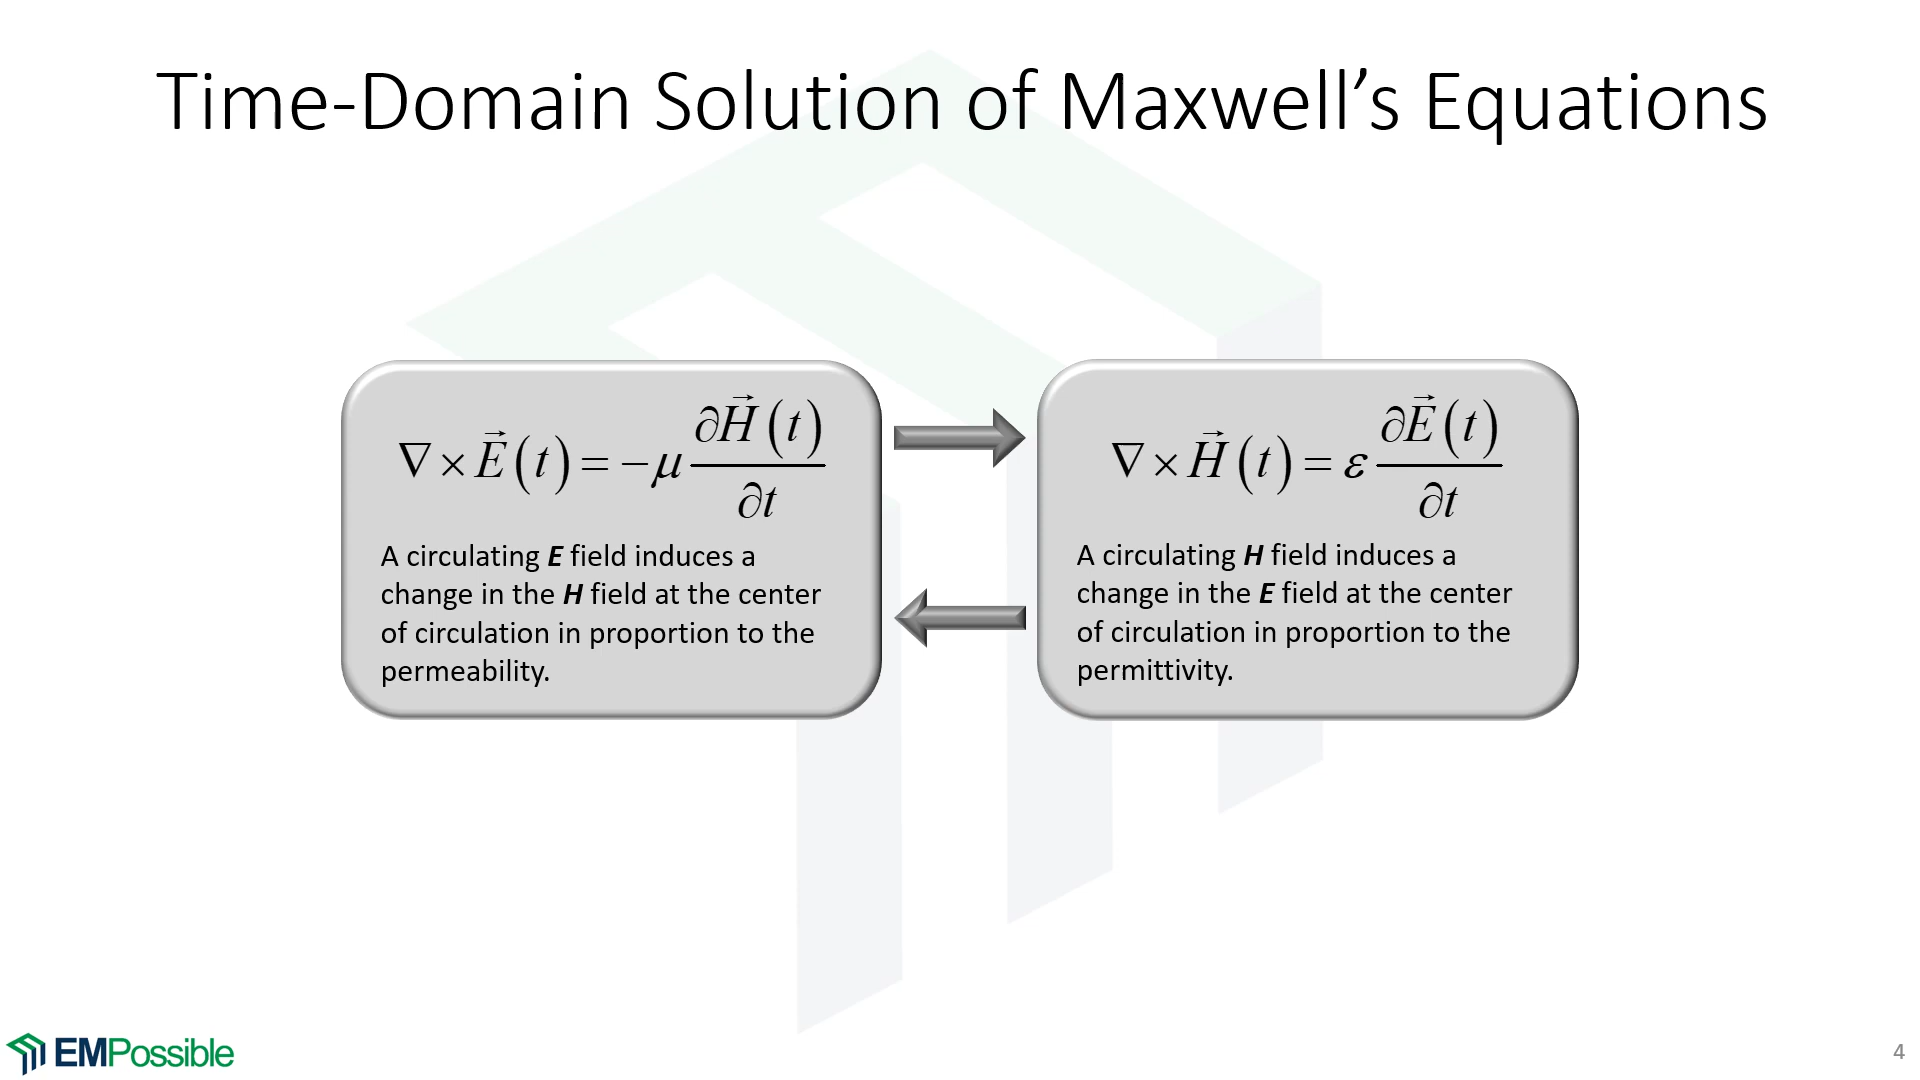 Time-Domain Solution of Maxwell’s Equations
∇ × E⃗(t) = −μ ∂H⃗(t)/∂t
A circulating E field induces a
change in the H field at the center
of circulation in proportion to the
permeability.
∇ × H⃗(t) = ε ∂E⃗(t)/∂t
A circulating H field induces a
change in the E field at the center
of circulation in proportion to the
permittivity.
EMPossible
4